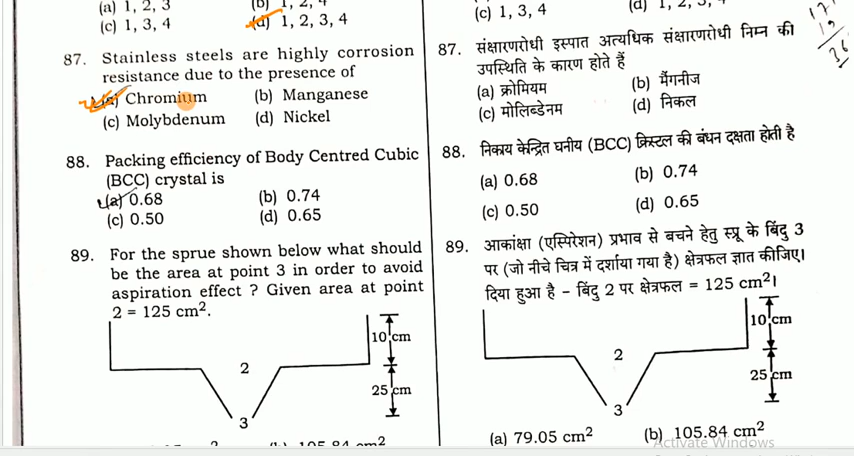 (a) 1, 2, 3
(b) 1, 2, 4
(c) 1, 3, 4
(d) 1, 2, 3, 4
87. Stainless steels are highly corrosion
resistance due to the presence of
(a) Chromium
(b) Manganese
(c) Molybdenum
(d) Nickel
88. Packing efficiency of Body Centred Cubic
(BCC) crystal is
(a) 0.68
(b) 0.74
(c) 0.50
(d) 0.65
89. For the sprue shown below what should
be the area at point 3 in order to avoid
aspiration effect ? Given area at point
2 = 125 cm².
10 cm
2
25 cm
3
(c) 1, 3, 4
87. संक्षारणरोधी इस्पात अत्यधिक संक्षारणरोधी निम्न की
उपस्थिति के कारण होते हैं
(a) क्रोमियम
(b) मैंगनीज
(c) मोलिब्डेनम
(d) निकल
88. निकाय केन्द्रित घनीय (BCC) क्रिस्टल की बंधन दक्षता होती है
(a) 0.68
(b) 0.74
(c) 0.50
(d) 0.65
89. आकांक्षा (एस्पिरेशन) प्रभाव से बचने हेतु स्प्रू के बिंदु 3
पर (जो नीचे चित्र में दर्शाया गया है) क्षेत्रफल ज्ञात कीजिए।
दिया हुआ है – बिंदु 2 पर क्षेत्रफल = 125 cm²।
10 cm
2
25 cm
3
(a) 79.05 cm²
(b) 105.84 cm²
Activate Windows